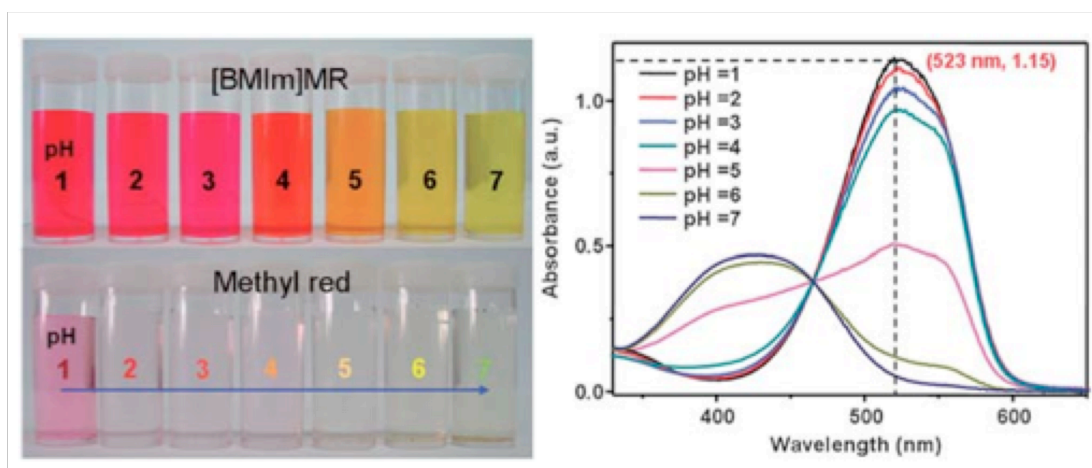 [BMIm]MR
pH
1 2 3 4 5 6 7
Methyl red
pH
1 2 3 4 5 6 7
(523 nm, 1.15)
pH =1
pH =2
pH =3
pH =4
pH =5
pH =6
pH =7
Absorbance (a.u.)
1.0
0.5
0.0
400 500 600
Wavelength (nm)